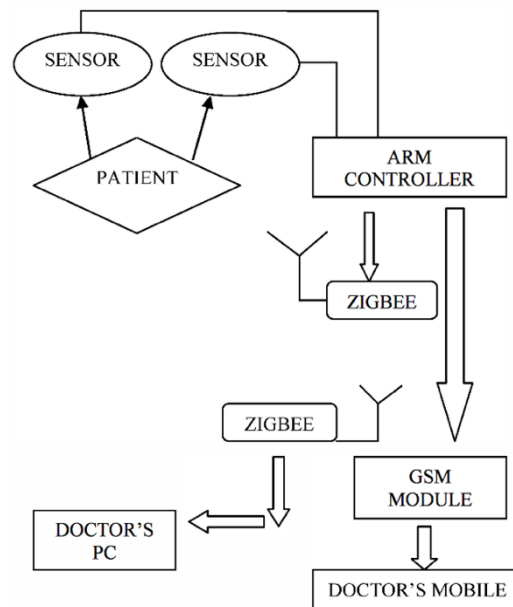 SENSOR
SENSOR
PATIENT
ARM
CONTROLLER
ZIGBEE
ZIGBEE
GSM
MODULE
DOCTOR'S
PC
DOCTOR'S MOBILE